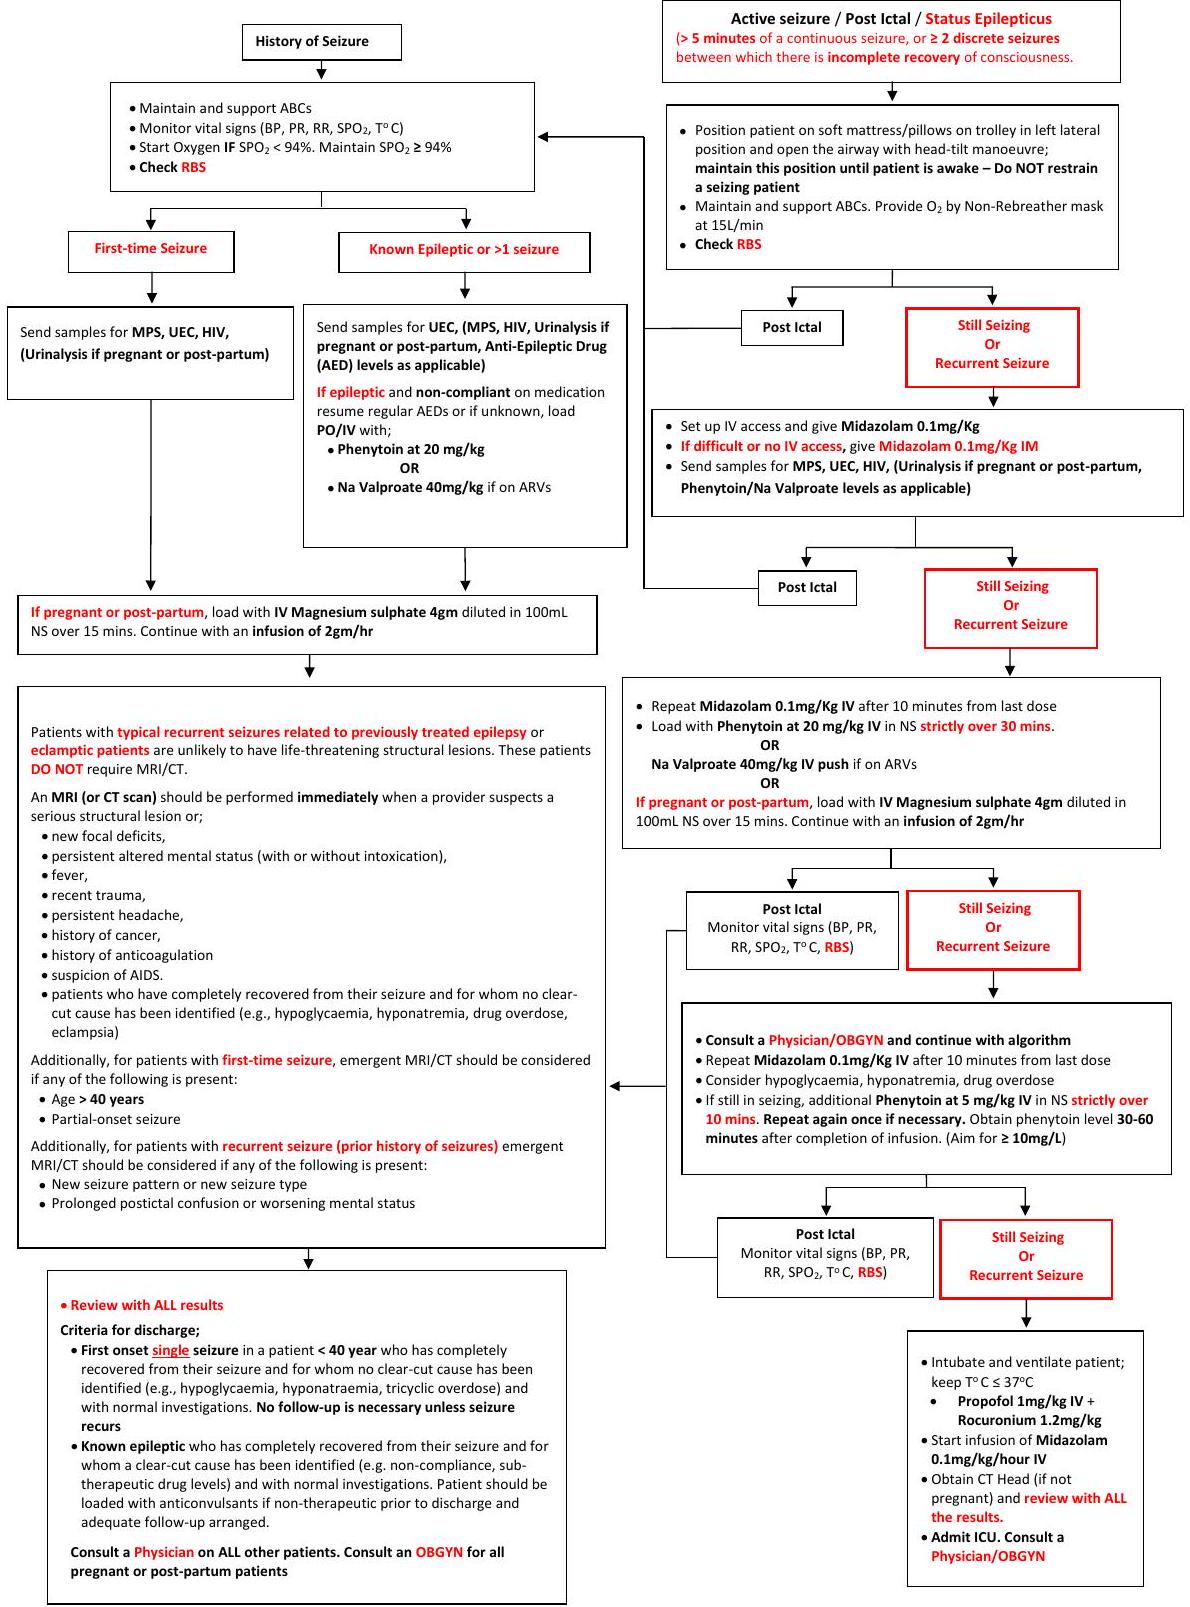 History of Seizure
• Maintain and support ABCs
• Monitor vital signs (BP, PR, RR, SPO₂, T° C)
• Start Oxygen IF SPO₂ < 94%. Maintain SPO₂ ≥ 94%
• Check RBS
First-time Seizure
Known Epileptic or >1 seizure
Send samples for MPS, UEC, HIV,
(Urinalysis if pregnant or post-partum)
Send samples for UEC, (MPS, HIV, Urinalysis if
pregnant or post-partum, Anti-Epileptic Drug
(AED) levels as applicable)
If epileptic and non-compliant on medication
resume regular AEDs or if unknown, load
PO/IV with;
• Phenytoin at 20 mg/kg
OR
• Na Valproate 40mg/kg if on ARVs
If pregnant or post-partum, load with IV Magnesium sulphate 4gm diluted in 100mL
NS over 15 mins. Continue with an infusion of 2gm/hr
Patients with typical recurrent seizures related to previously treated epilepsy or
eclamptic patients are unlikely to have life-threatening structural lesions. These patients
DO NOT require MRI/CT.
An MRI (or CT scan) should be performed immediately when a provider suspects a
serious structural lesion or;
• new focal deficits,
• persistent altered mental status (with or without intoxication),
• fever,
• recent trauma,
• persistent headache,
• history of cancer,
• history of anticoagulation
• suspicion of AIDS.
• patients who have completely recovered from their seizure and for whom no clear-
cut cause has been identified (e.g., hypoglycaemia, hyponatremia, drug overdose,
eclampsia)
Additionally, for patients with first-time seizure, emergent MRI/CT should be considered
if any of the following is present:
• Age > 40 years
• Partial-onset seizure
Additionally, for patients with recurrent seizure (prior history of seizures) emergent
MRI/CT should be considered if any of the following is present:
• New seizure pattern or new seizure type
• Prolonged postictal confusion or worsening mental status
• Review with ALL results
Criteria for discharge;
• First onset single seizure in a patient < 40 year who has completely
recovered from their seizure and for whom no clear-cut cause has been
identified (e.g., hypoglycaemia, hyponatraemia, tricyclic overdose) and
with normal investigations. No follow-up is necessary unless seizure
recurs
• Known epileptic who has completely recovered from their seizure and for
whom a clear-cut cause has been identified (e.g. non-compliance, sub-
therapeutic drug levels) and with normal investigations. Patient should be
loaded with anticonvulsants if non-therapeutic prior to discharge and
adequate follow-up arranged.
Consult a Physician on ALL other patients. Consult an OBGYN for all
pregnant or post-partum patients
Active seizure / Post Ictal / Status Epilepticus
(> 5 minutes of a continuous seizure, or ≥ 2 discrete seizures
between which there is incomplete recovery of consciousness.
• Position patient on soft mattress/pillows on trolley in left lateral
position and open the airway with head-tilt manoeuvre;
maintain this position until patient is awake – Do NOT restrain
a seizing patient
• Maintain and support ABCs. Provide O₂ by Non-Rebreather mask
at 15L/min
• Check RBS
Post Ictal
Still Seizing
Or
Recurrent Seizure
• Set up IV access and give Midazolam 0.1mg/Kg
• If difficult or no IV access, give Midazolam 0.1mg/Kg IM
• Send samples for MPS, UEC, HIV, (Urinalysis if pregnant or post-partum,
Phenytoin/Na Valproate levels as applicable)
Post Ictal
Still Seizing
Or
Recurrent Seizure
• Repeat Midazolam 0.1mg/Kg IV after 10 minutes from last dose
• Load with Phenytoin at 20 mg/kg IV in NS strictly over 30 mins.
OR
Na Valproate 40mg/kg IV push if on ARVs
OR
If pregnant or post-partum, load with IV Magnesium sulphate 4gm diluted in
100mL NS over 15 mins. Continue with an infusion of 2gm/hr
Post Ictal
Monitor vital signs (BP, PR,
RR, SPO₂, T° C, RBS)
Still Seizing
Or
Recurrent Seizure
• Consult a Physician/OBGYN and continue with algorithm
• Repeat Midazolam 0.1mg/Kg IV after 10 minutes from last dose
• Consider hypoglycaemia, hyponatremia, drug overdose
• If still in seizing, additional Phenytoin at 5 mg/kg IV in NS strictly over
10 mins. Repeat again once if necessary. Obtain phenytoin level 30-60
minutes after completion of infusion. (Aim for ≥ 10mg/L)
Post Ictal
Monitor vital signs (BP, PR,
RR, SPO₂, T° C, RBS)
Still Seizing
Or
Recurrent Seizure
• Intubate and ventilate patient;
keep T° C ≤ 37°C
• Propofol 1mg/kg IV +
Rocuronium 1.2mg/kg
• Start infusion of Midazolam
0.1mg/kg/hour IV
• Obtain CT Head (if not
pregnant) and review with ALL
the results.
• Admit ICU. Consult a
Physician/OBGYN